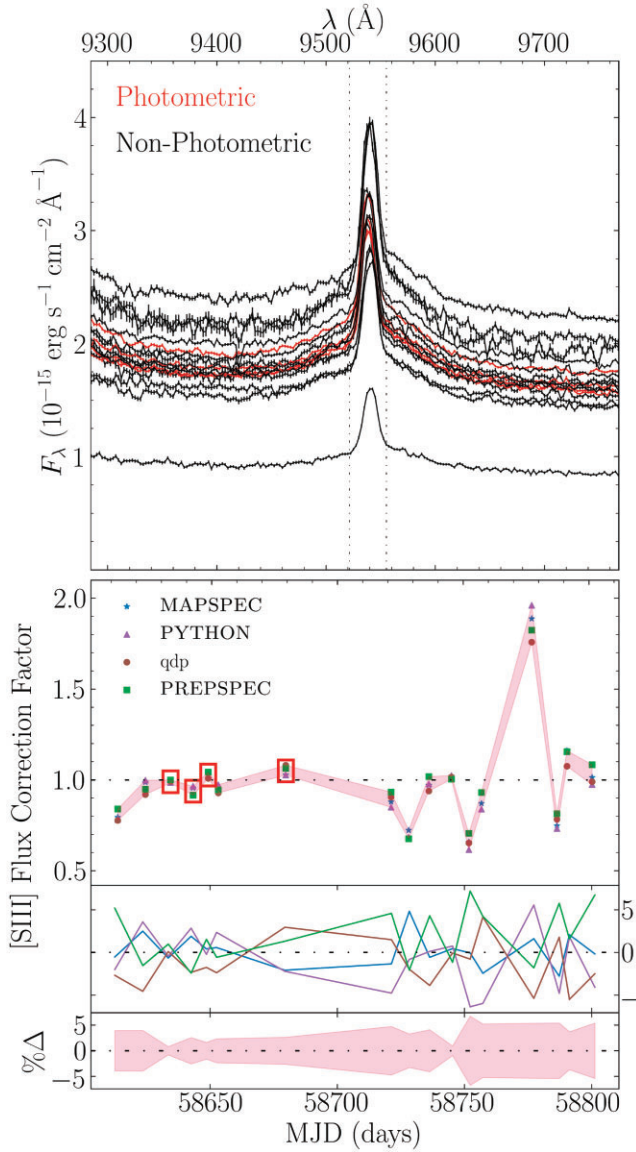 λ (Å)
9300 9400 9500 9600 9700
Photometric
Non-Photometric
4
3
2
1
F_λ (10⁻¹⁵ erg s⁻¹ cm⁻² Å⁻¹)
2.0
1.5
1.0
0.5
MAPSPEC
PYTHON
qdp
PREPSPEC
[SIII] Flux Correction Factor
5
0
5
0
−5
%Δ
58650 58700 58750 58800
MJD (days)